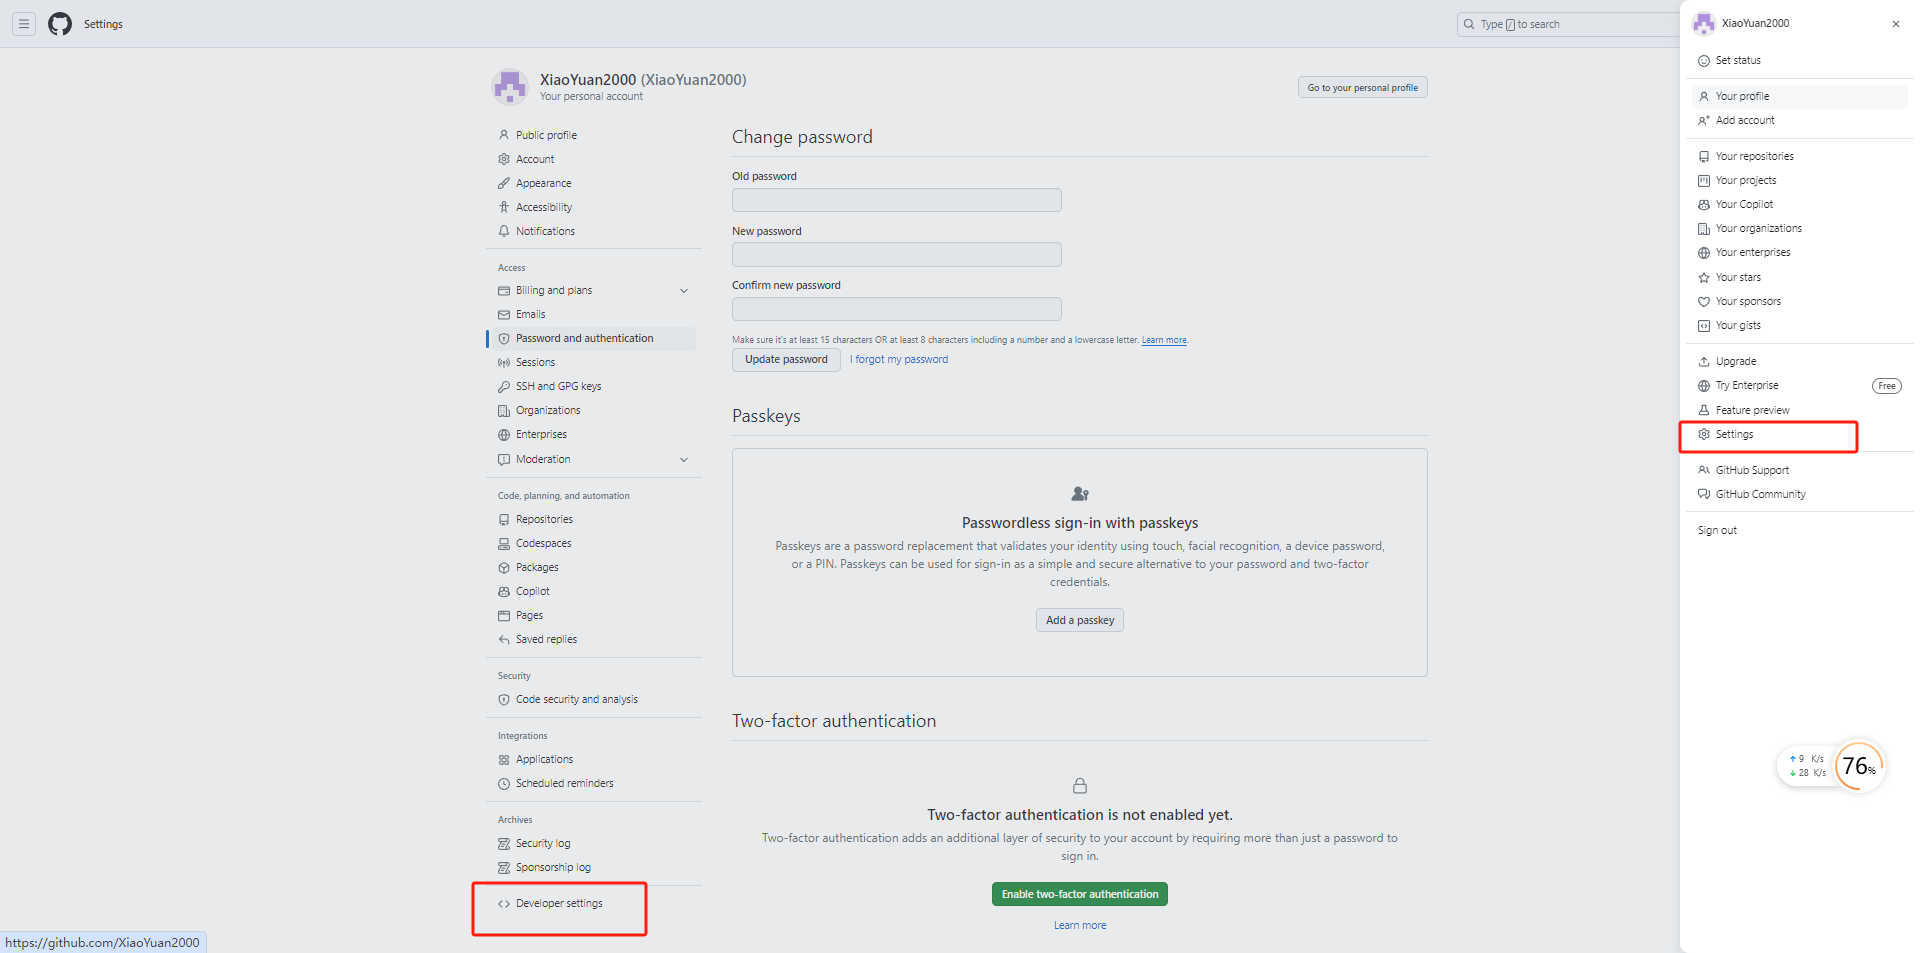 Settings
Type / to search
XiaoYuan2000 (XiaoYuan2000)
Your personal account
Go to your personal profile
Public profile
Account
Appearance
Accessibility
Notifications
Access
Billing and plans
Emails
Password and authentication
Sessions
SSH and GPG keys
Organizations
Enterprises
Moderation
Code, planning, and automation
Repositories
Codespaces
Packages
Copilot
Pages
Saved replies
Security
Code security and analysis
Integrations
Applications
Scheduled reminders
Archives
Security log
Sponsorship log
Developer settings
https://github.com/XiaoYuan2000
Change password
Old password
New password
Confirm new password
Make sure it's at least 15 characters OR at least 8 characters including a number and a lowercase letter. Learn more.
Update password
I forgot my password
Passkeys
Passwordless sign-in with passkeys
Passkeys are a password replacement that validates your identity using touch, facial recognition, a device password,
or a PIN. Passkeys can be used for sign-in as a simple and secure alternative to your password and two-factor
credentials.
Add a passkey
Two-factor authentication
Two-factor authentication is not enabled yet.
Two-factor authentication adds an additional layer of security to your account by requiring more than just a password to
sign in.
Enable two-factor authentication
Learn more
XiaoYuan2000
Set status
Your profile
Add account
Your repositories
Your projects
Your Copilot
Your organizations
Your enterprises
Your stars
Your sponsors
Your gists
Upgrade
Try Enterprise
Free
Feature preview
Settings
GitHub Support
GitHub Community
Sign out
↑ 9 K/s
↓ 28 K/s
76%